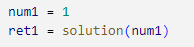 num1 = 1
ret1 = solution(num1)